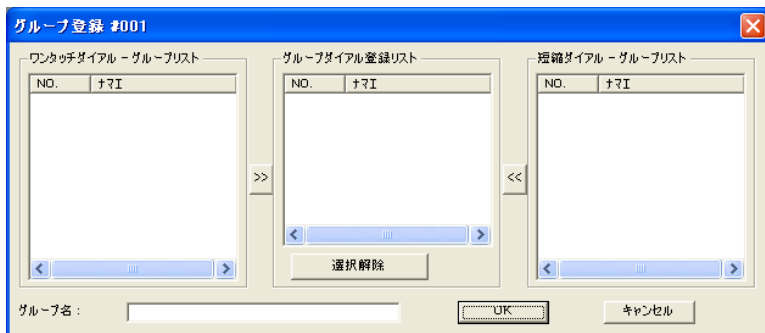 グループ登録 #001
ワンタッチダイアル - グループリスト
NO. ナマエ
グループダイアル登録リスト
NO. ナマエ
短縮ダイアル - グループリスト
NO. ナマエ
>>
<<
選択解除
グループ名 :
OK
キャンセル